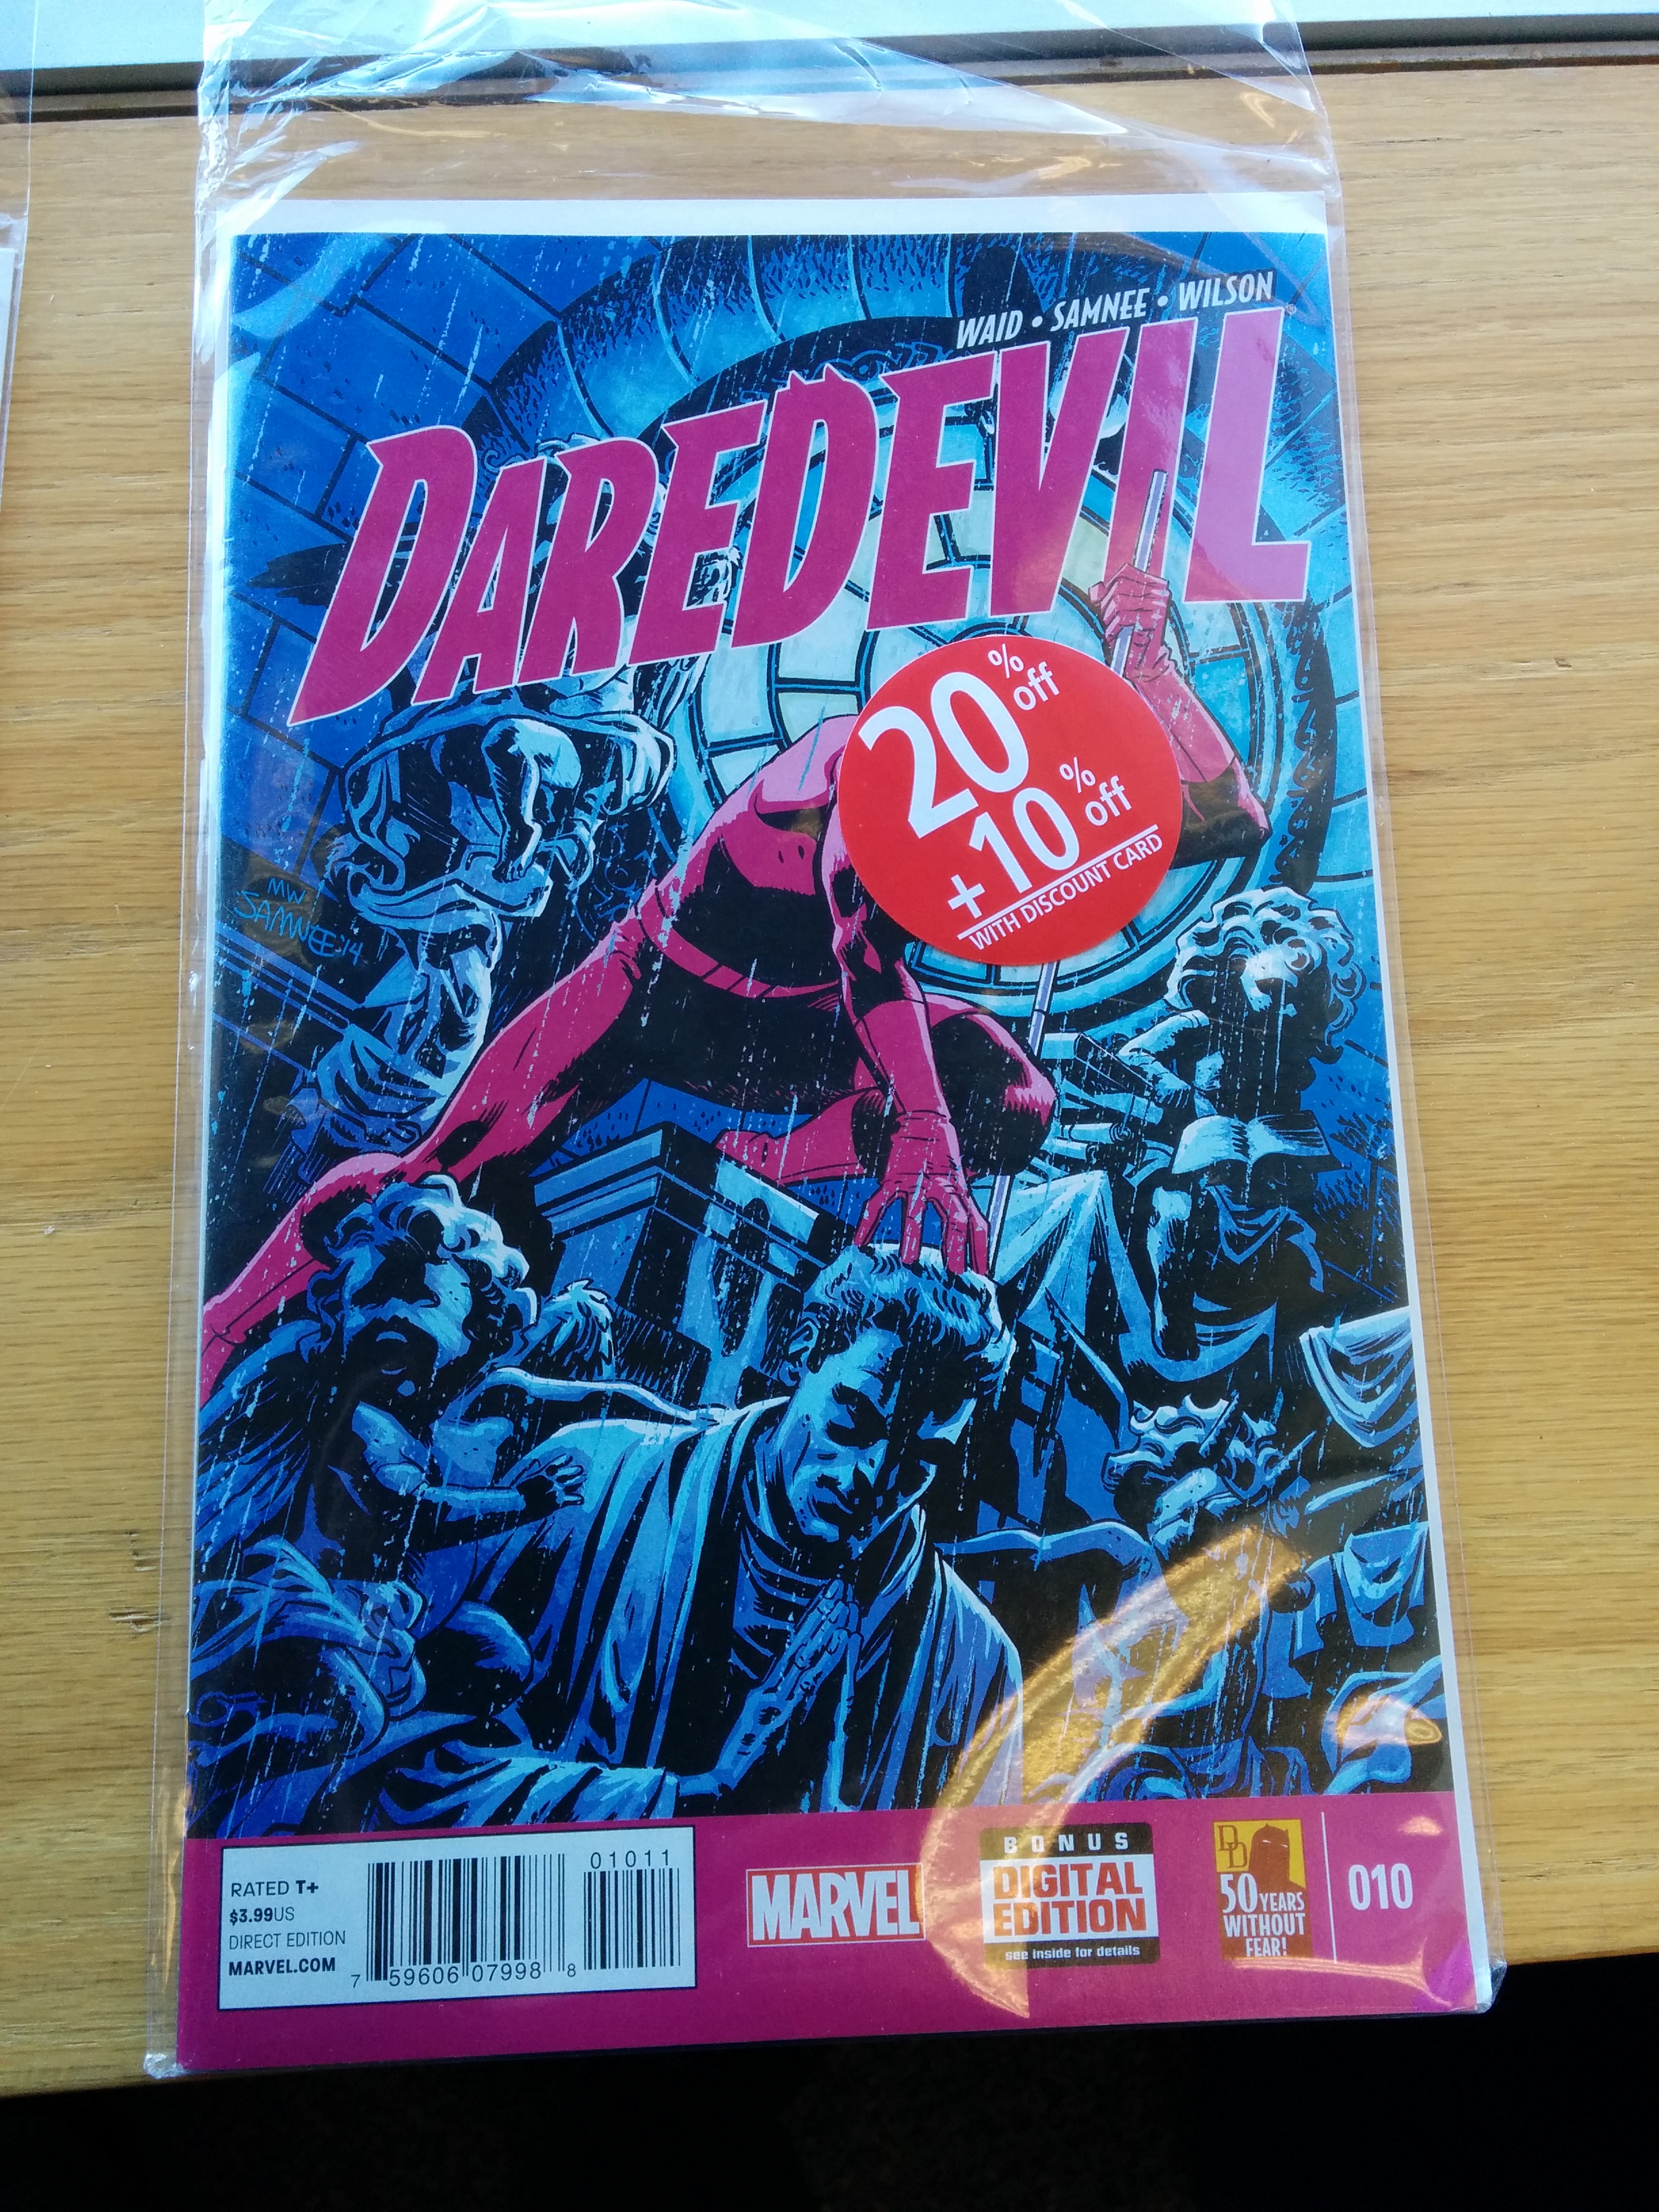 WAID • SAMNEE • WILSON
DAREDEVIL®
20% off
+10% off
WITH DISCOUNT CARD
MW
SAMNEE '14
RATED T+
$3.99US
DIRECT EDITION
MARVEL.COM
01011
7 59606 07998 8
MARVEL
BONUS
DIGITAL
EDITION
see inside for details
DD
50 YEARS
WITHOUT
FEAR!
010